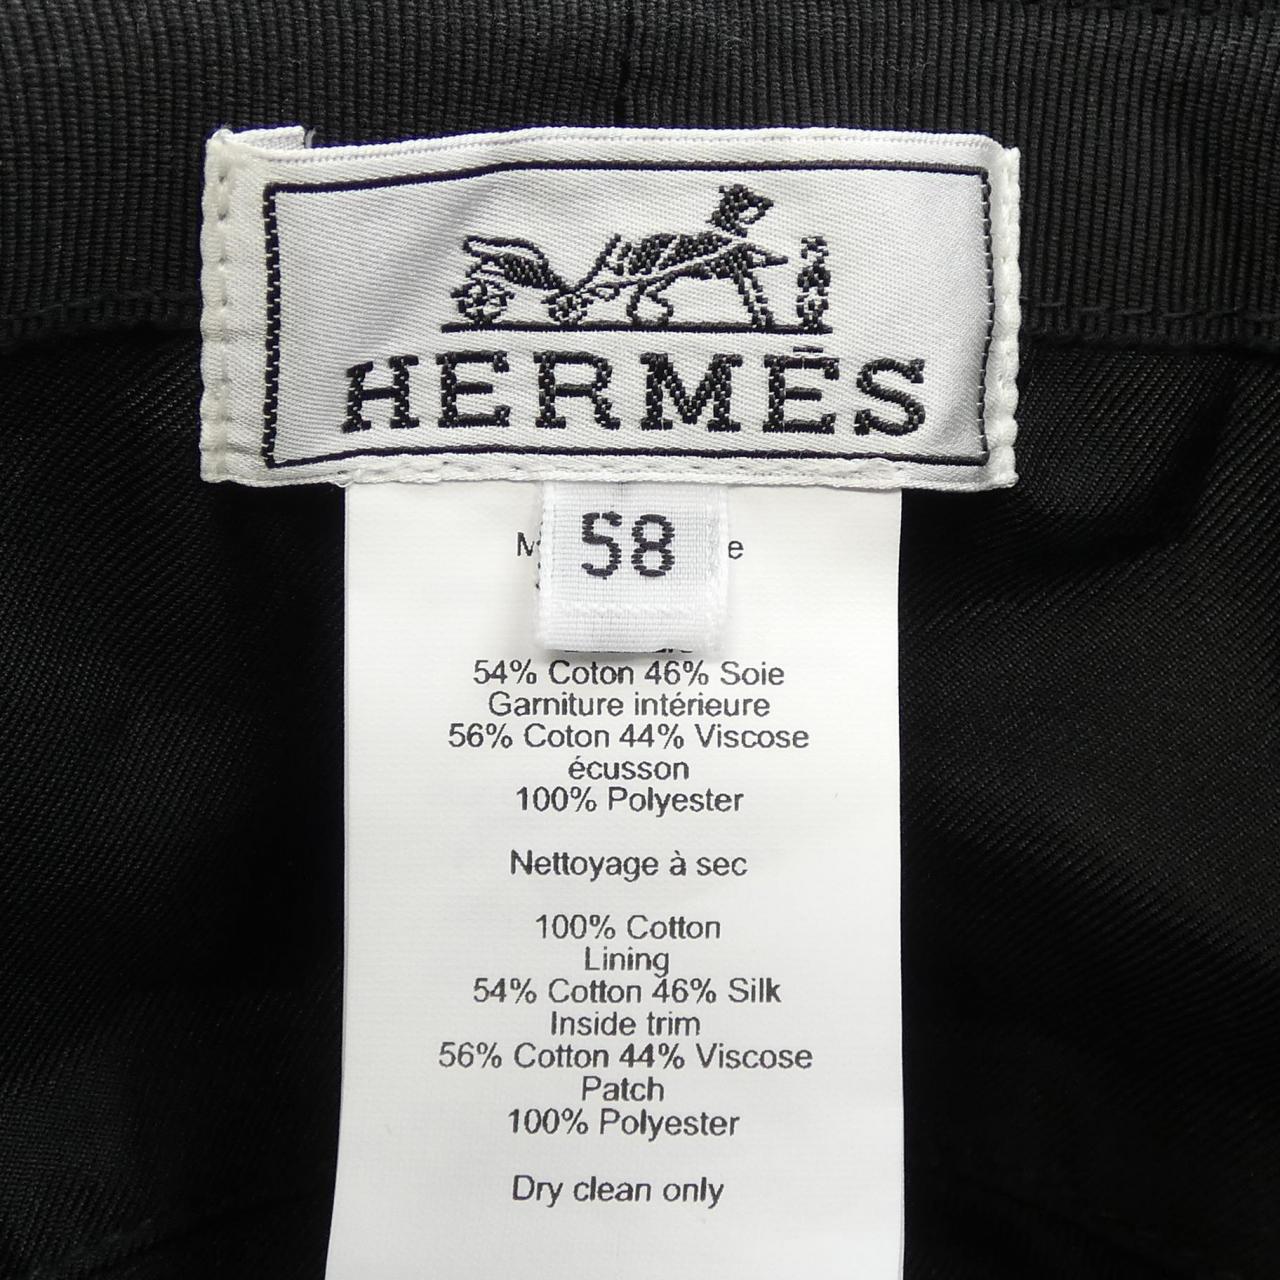 HERMÈS
58
54% Coton 46% Soie
Garniture intérieure
56% Coton 44% Viscose
écusson
100% Polyester
Nettoyage à sec
100% Cotton
Lining
54% Cotton 46% Silk
Inside trim
56% Cotton 44% Viscose
Patch
100% Polyester
Dry clean only